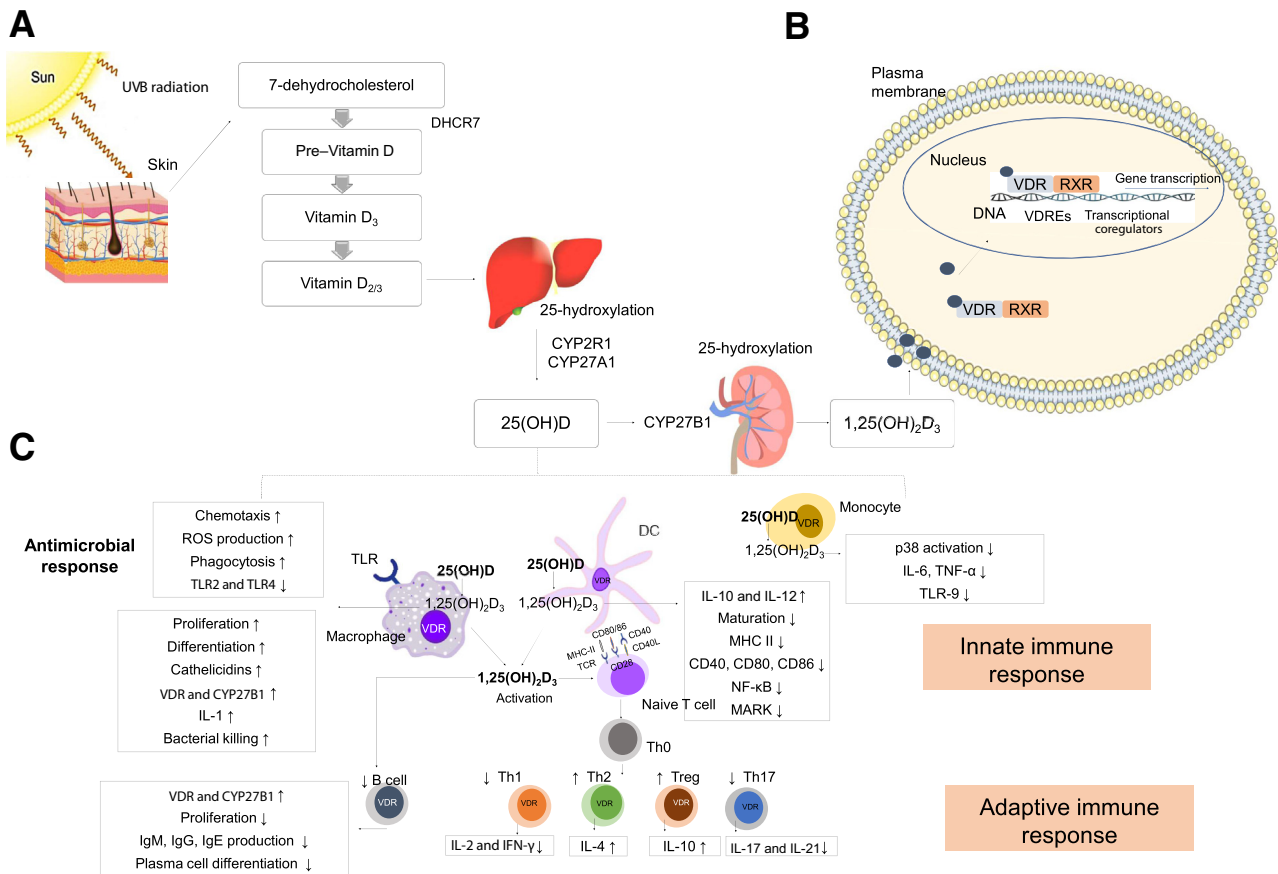 A
Sun
UVB radiation
Skin
7-dehydrocholesterol
DHCR7
Pre–Vitamin D
Vitamin D3
Vitamin D2/3
25-hydroxylation
CYP2R1
CYP27A1
25(OH)D
CYP27B1
25-hydroxylation
1,25(OH)2D3
B
Plasma
membrane
Nucleus
VDR RXR
Gene transcription
DNA
VDREs
Transcriptional
coregulators
VDR RXR
C
Antimicrobial
response
Chemotaxis ↑
ROS production ↑
Phagocytosis ↑
TLR2 and TLR4 ↓
Proliferation ↑
Differentiation ↑
Cathelicidins ↑
VDR and CYP27B1 ↑
IL-1 ↑
Bacterial killing ↑
TLR
25(OH)D
1,25(OH)2D3
VDR
Macrophage
DC
25(OH)D
VDR
1,25(OH)2D3
1,25(OH)2D3
Activation
CD80/86
CD40
MHC-II
CD40L
TCR
CD28
Naive T cell
Monocyte
25(OH)D
VDR
1,25(OH)2D3
p38 activation ↓
IL-6, TNF-α ↓
TLR-9 ↓
IL-10 and IL-12 ↑
Maturation ↓
MHC II ↓
CD40, CD80, CD86 ↓
NF-κB ↓
MARK ↓
Innate immune
response
Th0
↓ B cell
VDR
VDR and CYP27B1 ↑
Proliferation ↓
IgM, IgG, IgE production ↓
Plasma cell differentiation ↓
↓ Th1
VDR
IL-2 and IFN-γ ↓
↑ Th2
VDR
IL-4 ↑
↑ Treg
VDR
IL-10 ↑
↓ Th17
VDR
IL-17 and IL-21 ↓
Adaptive immune
response